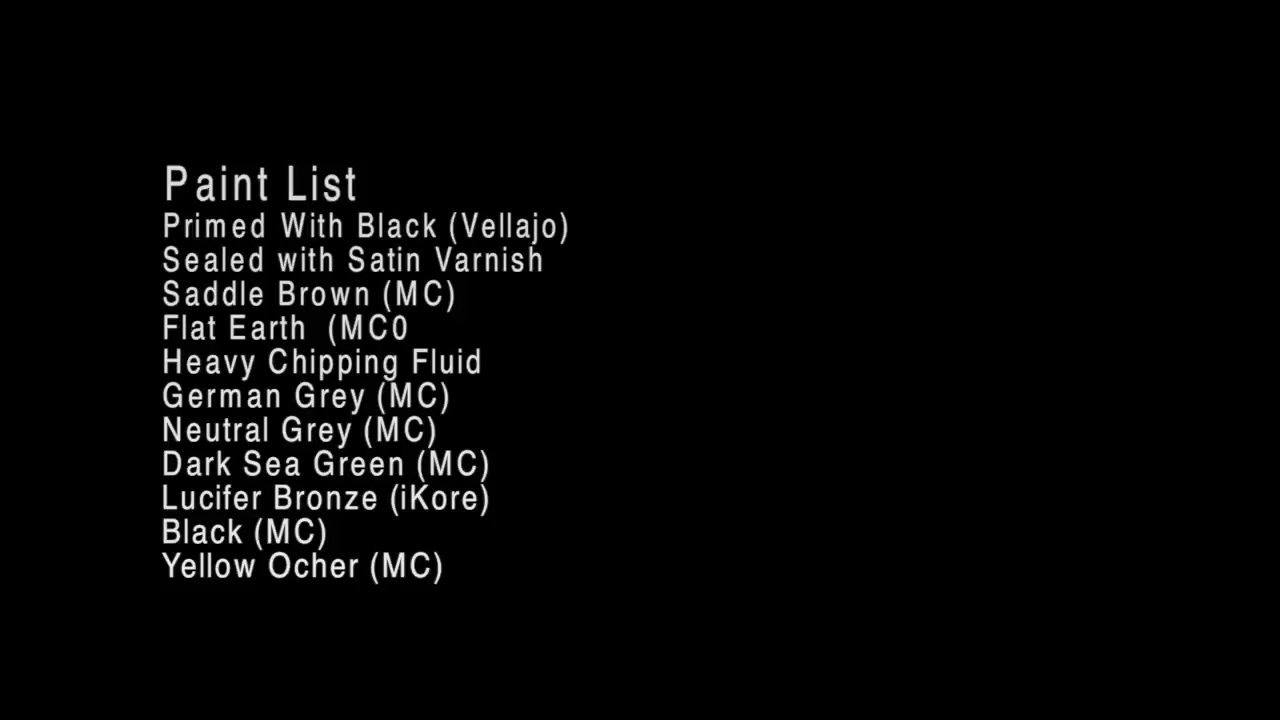 Paint List
Primed With Black (Vellajo)
Sealed with Satin Varnish
Saddle Brown (MC)
Flat Earth  (MC0
Heavy Chipping Fluid
German Grey (MC)
Neutral Grey (MC)
Dark Sea Green (MC)
Lucifer Bronze (iKore)
Black (MC)
Yellow Ocher (MC)